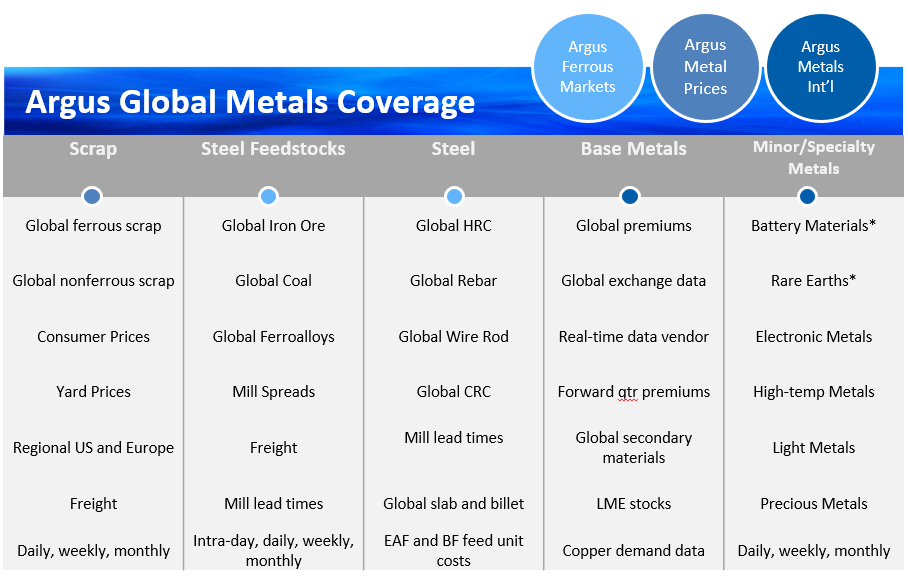 Argus
Ferrous
Markets
Argus
Metal
Prices
Argus
Metals
Int'l
Argus Global Metals Coverage
Scrap
Steel Feedstocks
Steel
Base Metals
Minor/Specialty
Metals
Global ferrous scrap
Global Iron Ore
Global HRC
Global premiums
Battery Materials*
Global nonferrous scrap
Global Coal
Global Rebar
Global exchange data
Rare Earths*
Consumer Prices
Global Ferroalloys
Global Wire Rod
Real-time data vendor
Electronic Metals
Yard Prices
Mill Spreads
Global CRC
Forward qtr premiums
High-temp Metals
Regional US and Europe
Freight
Mill lead times
Global secondary
materials
Light Metals
Freight
Mill lead times
Global slab and billet
LME stocks
Precious Metals
Daily, weekly, monthly
Intra-day, daily, weekly,
monthly
EAF and BF feed unit
costs
Copper demand data
Daily, weekly, monthly